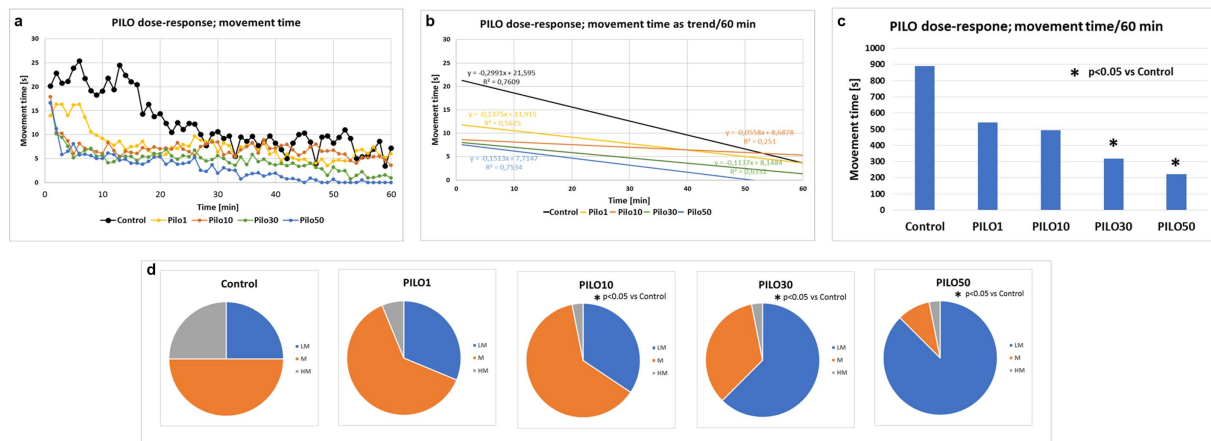 a
PILO dose-response; movement time
Movement time [s]
30
25
20
15
10
5
0
0 10 20 30 40 50 60
Time [min]
Control Pilo1 Pilo10 Pilo30 Pilo50
b
PILO dose-response; movement time as trend/60 min
Movement time [s]
30
25
20
15
10
5
0
0 10 20 30 40 50 60
y = -0,2991x + 21,595
R² = 0,7609
y = -0,1375x + 11,915
R² = 0,5625
y = -0,0558x + 8,6878
R² = 0,251
y = -0,1513x + 7,7147
R² = 0,7534
y = -0,1137x + 8,1484
R² = 0,6332
Time [min]
Control Pilo1 Pilo10 Pilo30 Pilo50
c
PILO dose-response; movement time/60 min
Movement time [s]
1000
900
800
700
600
500
400
300
200
100
0
* p<0.05 vs Control
* *
Control PILO1 PILO10 PILO30 PILO50
d
Control
LM
M
HM
PILO1
LM
M
HM
PILO10
* p<0.05 vs Control
LM
M
HM
PILO30
* p<0.05 vs Control
LM
M
HM
PILO50
* p<0.05 vs Control
LM
M
HM